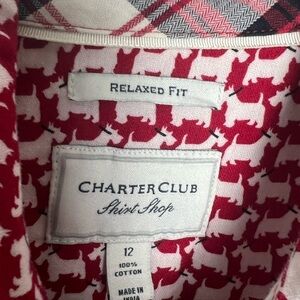 RELAXED FIT
CHARTER CLUB
Shirt Shop
12
100%
COTTON
MADE IN
INDIA